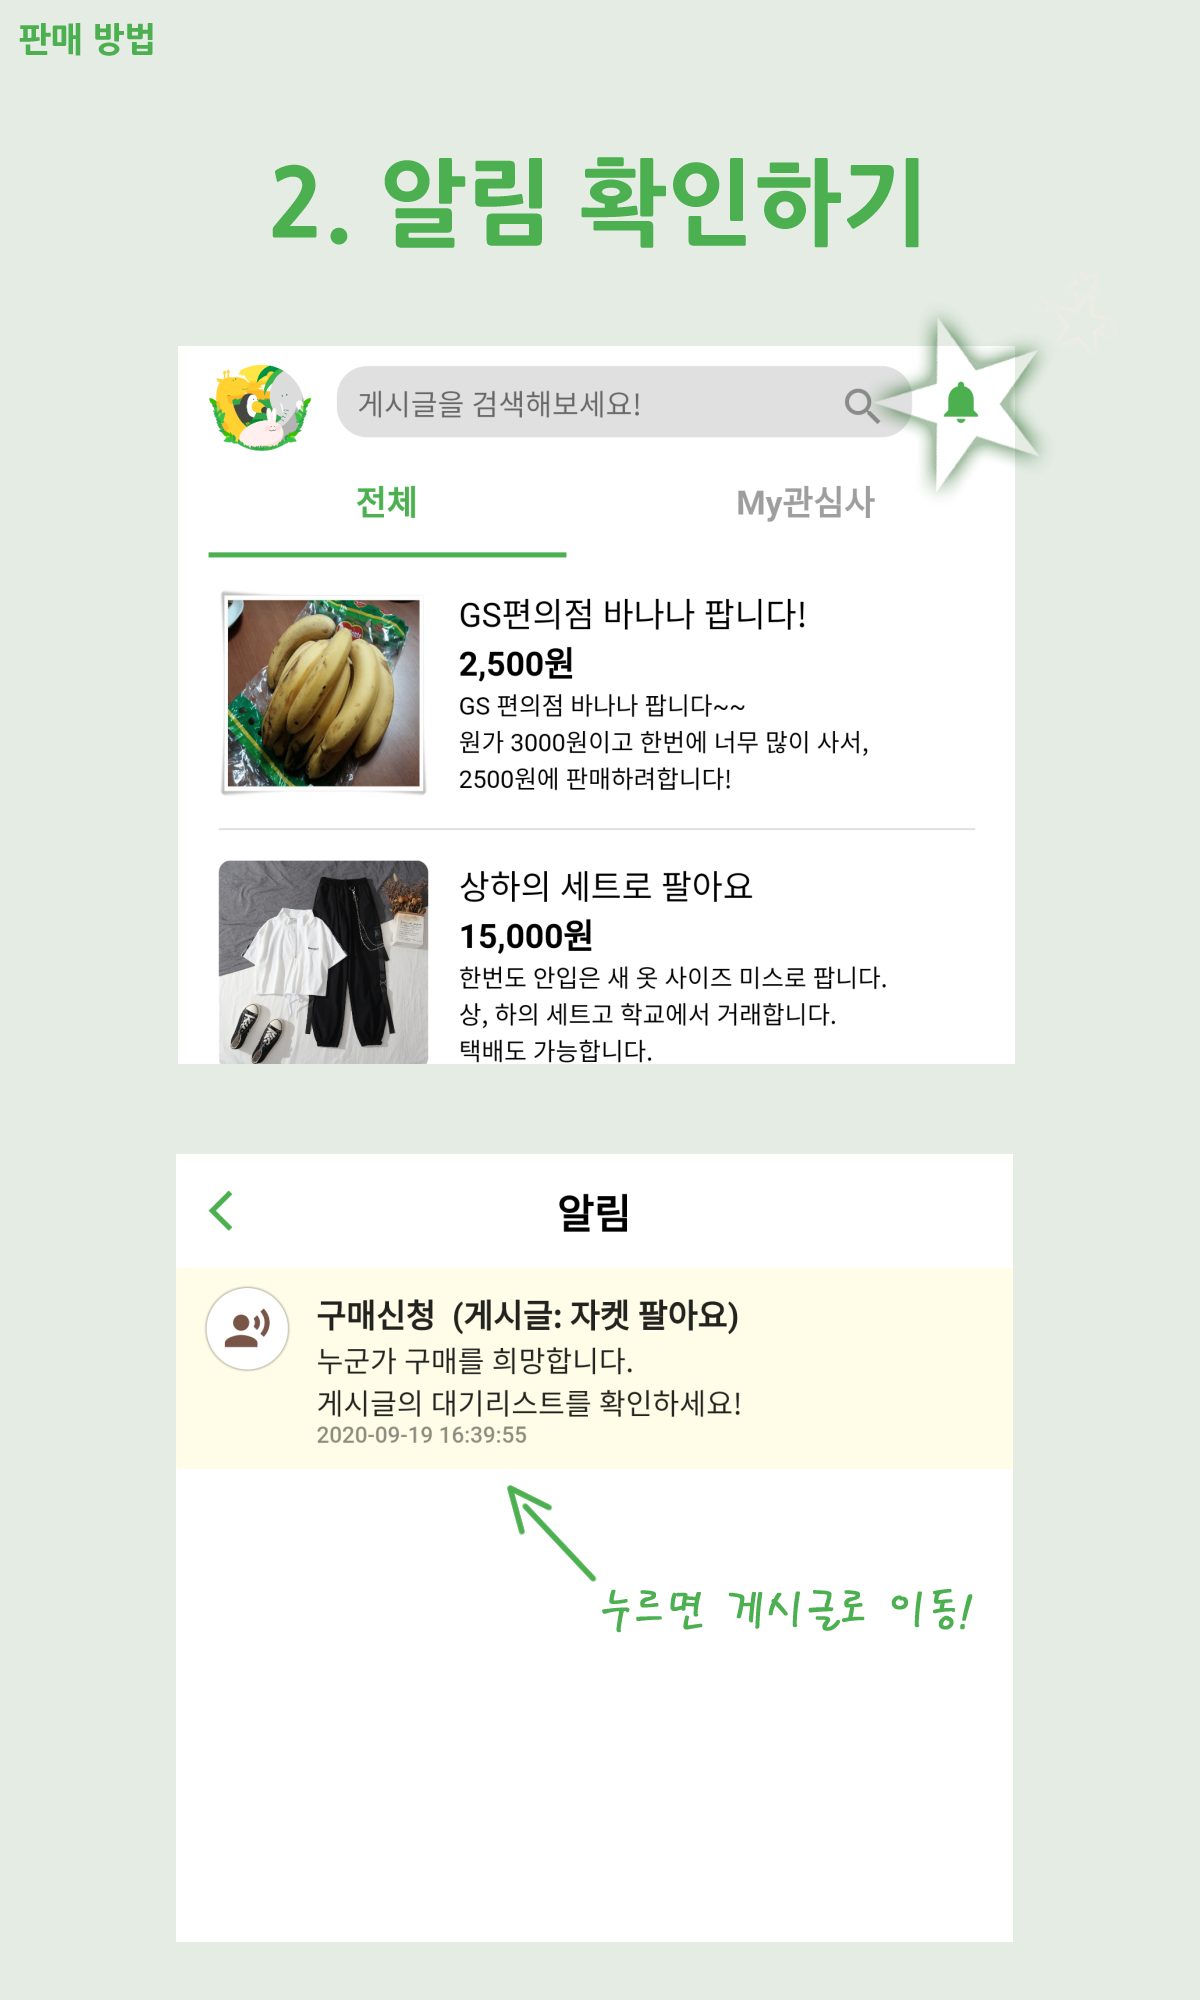 판매 방법
2. 알림 확인하기
게시글을 검색해보세요!
전체
My관심사
GS편의점 바나나 팝니다!
2,500원
GS 편의점 바나나 팝니다~~
원가 3000원이고 한번에 너무 많이 사서,
2500원에 판매하려합니다!
상하의 세트로 팔아요
15,000원
한번도 안입은 새 옷 사이즈 미스로 팝니다.
상, 하의 세트고 학교에서 거래합니다.
택배도 가능합니다.
알림
구매신청 (게시글: 자켓 팔아요)
누군가 구매를 희망합니다.
게시글의 대기리스트를 확인하세요!
2020-09-19 16:39:55
누르면 게시글로 이동!